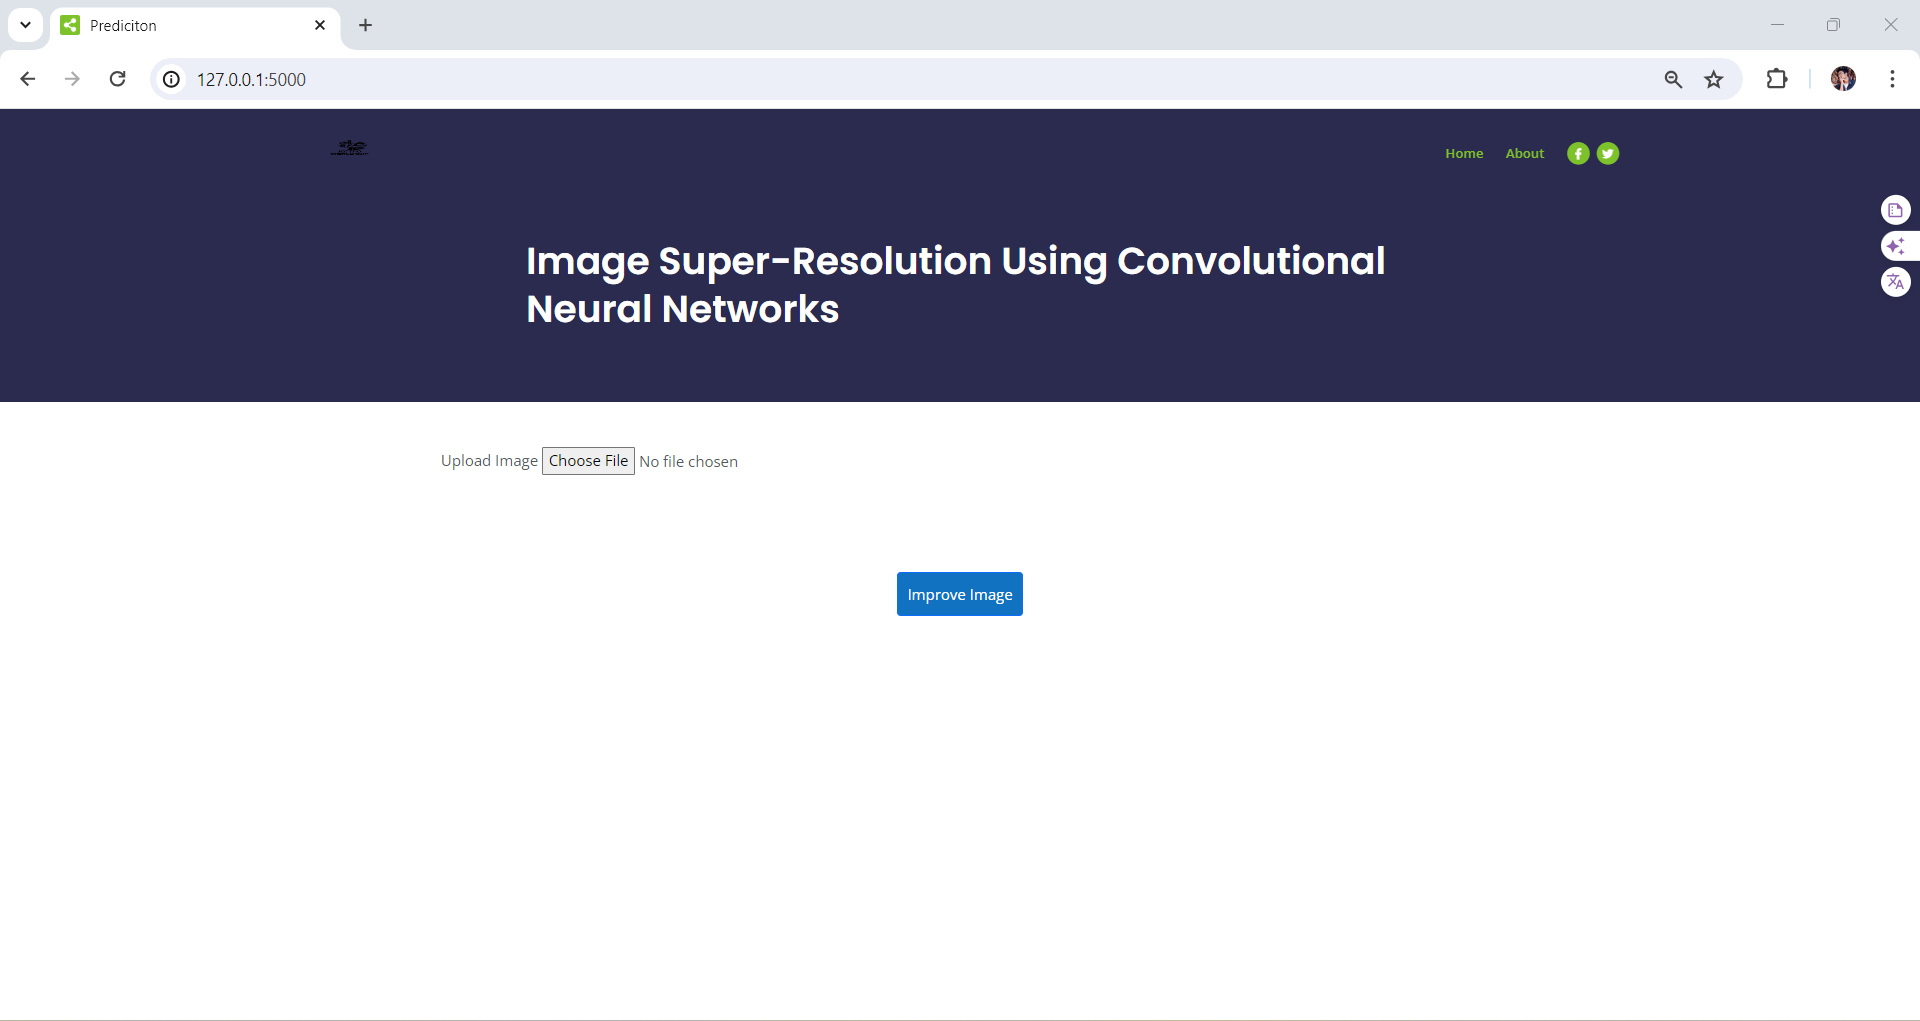 Prediciton
127.0.0.1:5000
Home About
Image Super-Resolution Using Convolutional
Neural Networks
Upload Image Choose File No file chosen
Improve Image